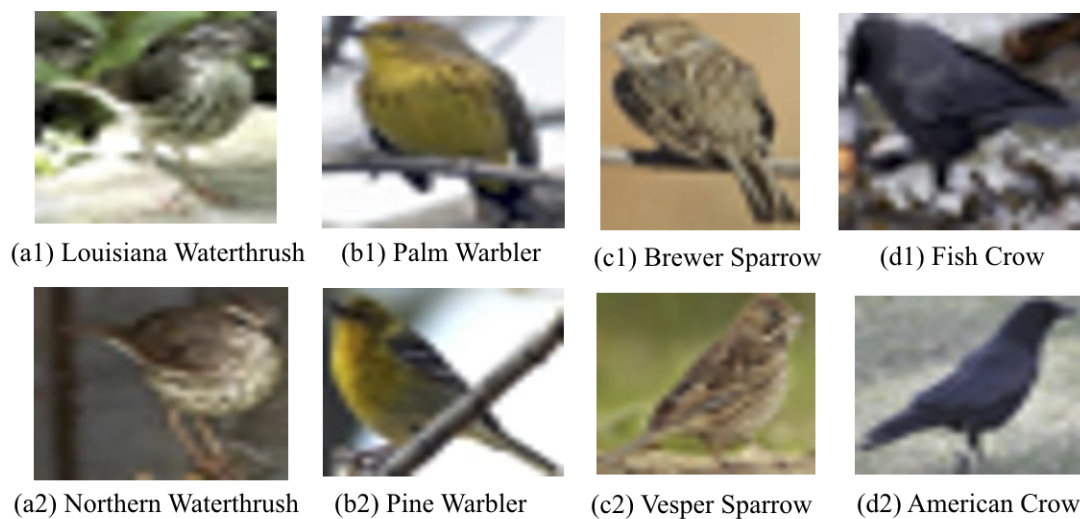 (a1) Louisiana Waterthrush
(b1) Palm Warbler
(c1) Brewer Sparrow
(d1) Fish Crow
(a2) Northern Waterthrush
(b2) Pine Warbler
(c2) Vesper Sparrow
(d2) American Crow